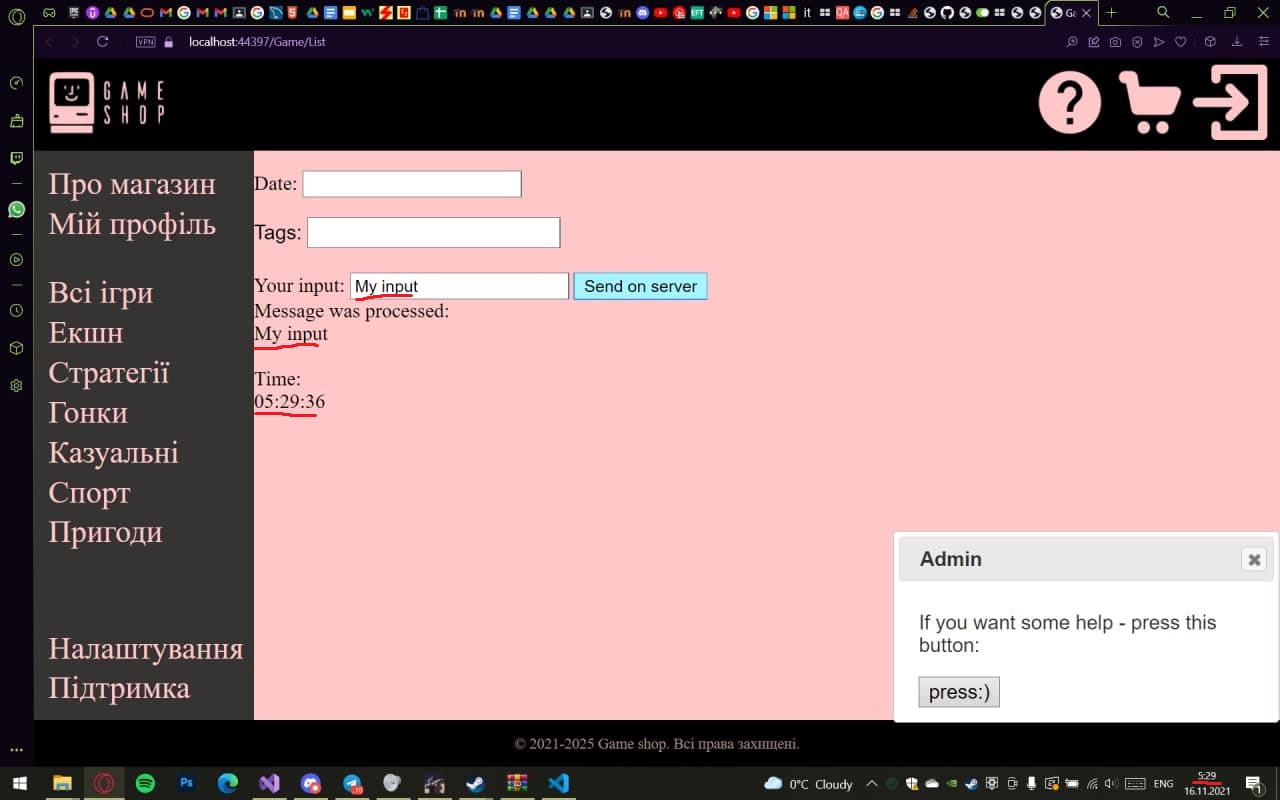 Ga
VPN
localhost:44397/Game/List
GAME
SHOP
Про магазин
Мій профіль
Всі ігри
Екшн
Стратегії
Гонки
Казуальні
Спорт
Пригоди
Налаштування
Підтримка
Date:
Tags:
Your input: My input Send on server
Message was processed:
My input
Time:
05:29:36
Admin
If you want some help - press this
button:
press:)
© 2021-2025 Game shop. Всі права захищені.
0°C Cloudy
ENG
5:29
16.11.2021